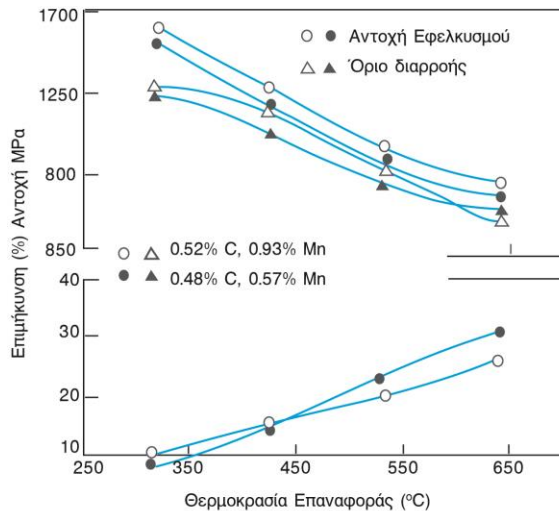 1700
1250
800
850
Αντοχή Εφελκυσμού
Όριο διαρροής
0.52% C, 0.93% Mn
0.48% C, 0.57% Mn
Επιμήκυνση (%) Αντοχή MPa
40
30
20
10
250 350 450 550 650
Θερμοκρασία Επαναφοράς (°C)